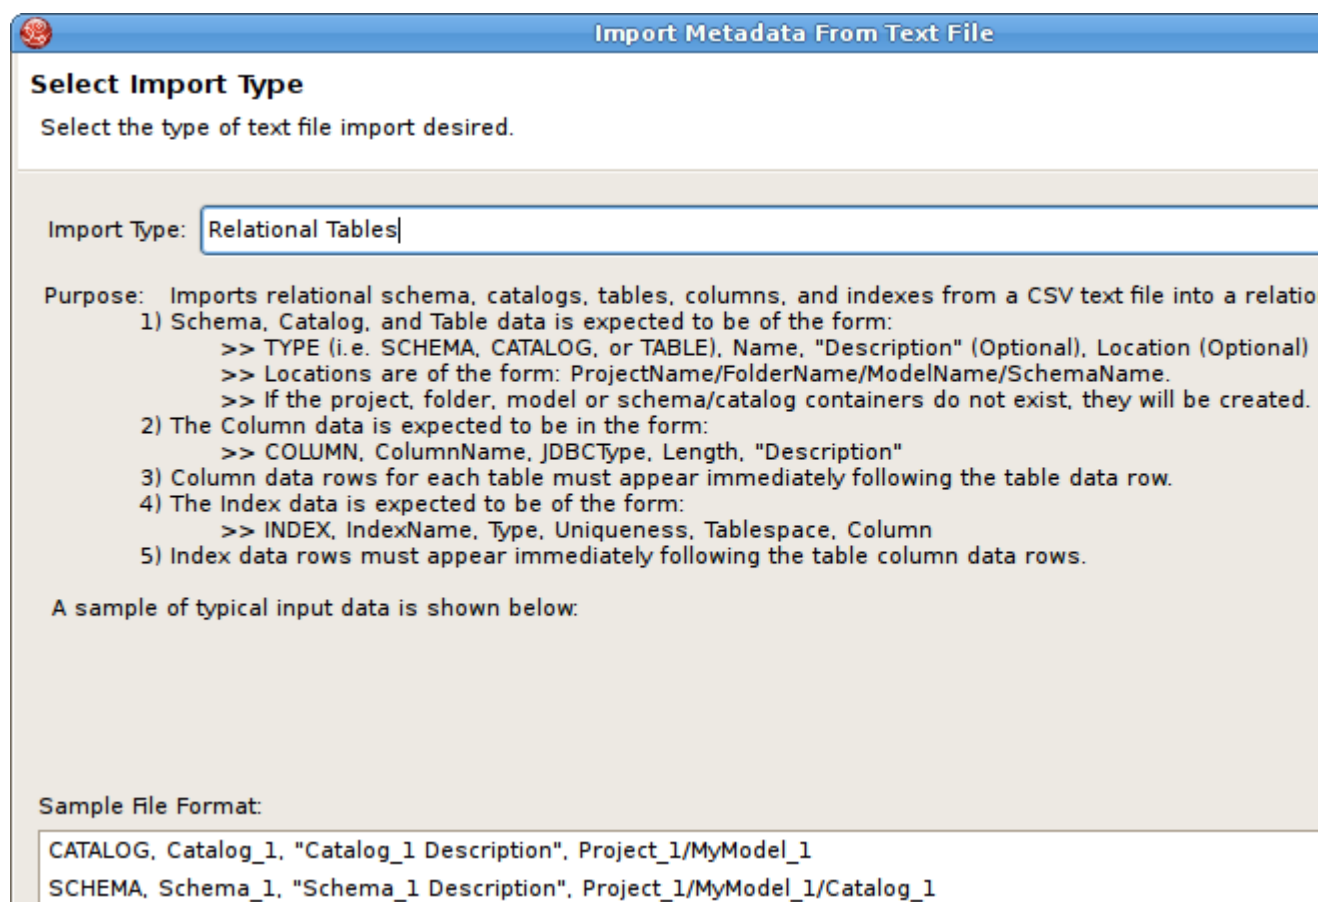 Import Metadata From Text File
Select Import Type
Select the type of text file import desired.
Import Type: Relational Tables
Purpose: Imports relational schema, catalogs, tables, columns, and indexes from a CSV text file into a
1) Schema, Catalog, and Table data is expected to be of the form:
>> TYPE (i.e. SCHEMA, CATALOG, or TABLE), Name, "Description" (Optional), Location (Optional)
>> Locations are of the form: ProjectName/FolderName/ModelName/SchemaName.
>> If the project, folder, model or schema/catalog containers do not exist, they will be created.
2) The Column data is expected to be in the form:
>> COLUMN, ColumnName, JDBCType, Length, "Description"
3) Column data rows for each table must appear immediately following the table data row.
4) The Index data is expected to be of the form:
>> INDEX, IndexName, Type, Uniqueness, Tablespace, Column
5) Index data rows must appear immediately following the table column data rows.
A sample of typical input data is shown below:
Sample File Format:
CATALOG, Catalog_1, "Catalog_1 Description", Project_1/MyModel_1
SCHEMA, Schema_1, "Schema_1 Description", Project_1/MyModel_1/Catalog_1